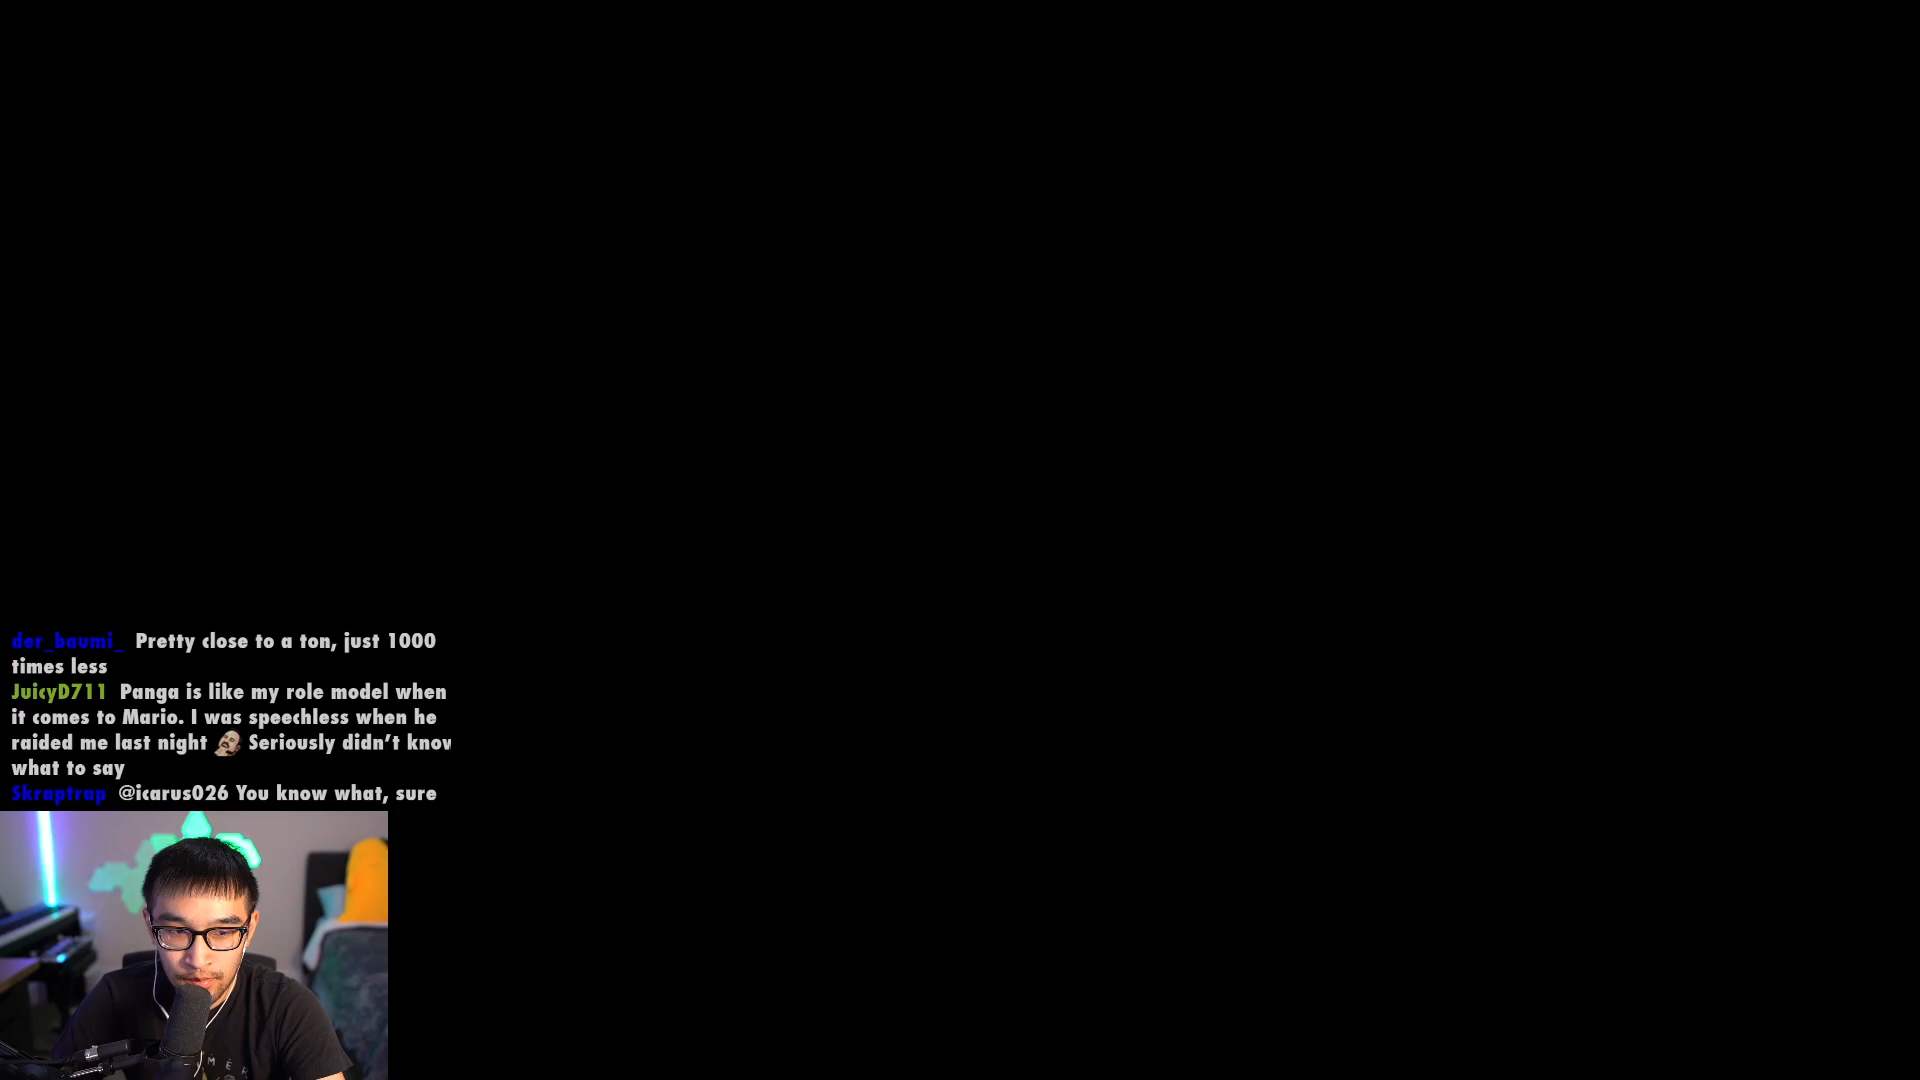 der_baumi_ Pretty close to a ton, just 1000
times less
JuicyD711 Panga is like my role model when
it comes to Mario. I was speechless when he
raided me last night Seriously didn’t know
what to say
Skraptrap @icarus026 You know what, sure